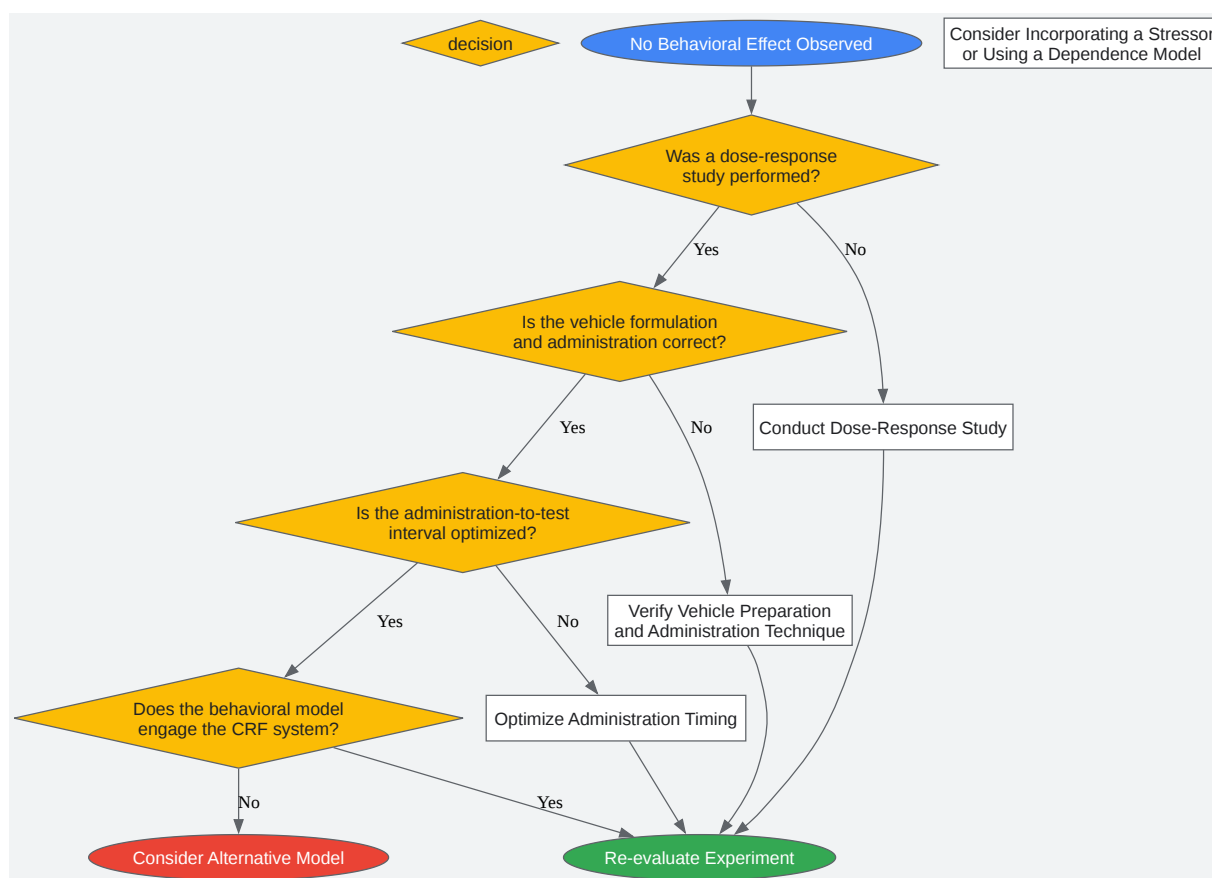 decision
No Behavioral Effect Observed
Consider Incorporating a Stressor
or Using a Dependence Model
Was a dose-response
study performed?
Yes
No
Is the vehicle formulation
and administration correct?
Yes
No
Conduct Dose-Response Study
Is the administration-to-test
interval optimized?
Yes
No
Verify Vehicle Preparation
and Administration Technique
Does the behavioral model
engage the CRF system?
Optimize Administration Timing
No
Yes
Consider Alternative Model
Re-evaluate Experiment